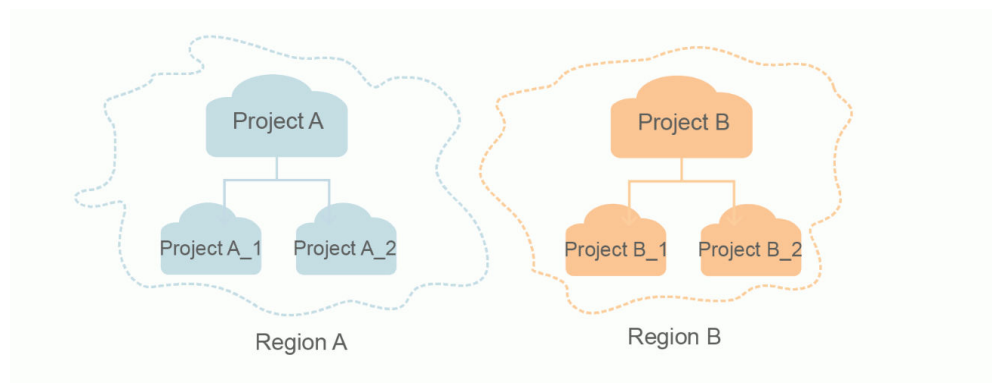 Project A
Project A_1
Project A_2
Region A
Project B
Project B_1
Project B_2
Region B